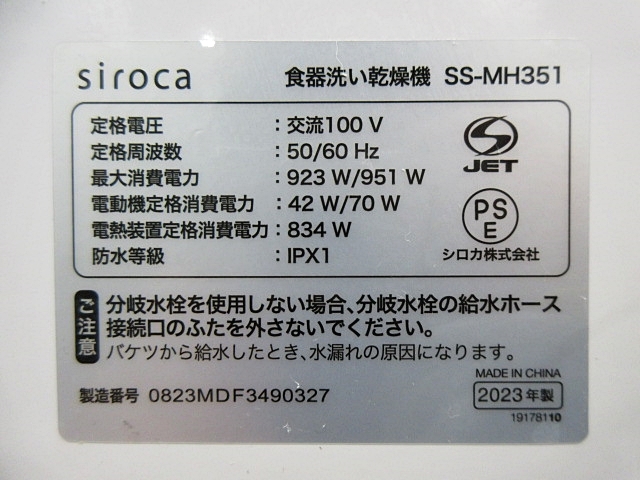 siroca 食器洗い乾燥機 SS-MH351
定格電圧 : 交流100 V
定格周波数 : 50/60 Hz
最大消費電力 : 923 W/951 W
電動機定格消費電力 : 42 W/70 W
電熱装置定格消費電力 : 834 W
防水等級 : IPX1
JET
PSE
シロカ株式会社
ご注意
分岐水栓を使用しない場合、分岐水栓の給水ホース
接続口のふたを外さないでください。
バケツから給水したとき、水漏れの原因になります。
製造番号 0823MDF3490327
MADE IN CHINA
2023年製
19178110